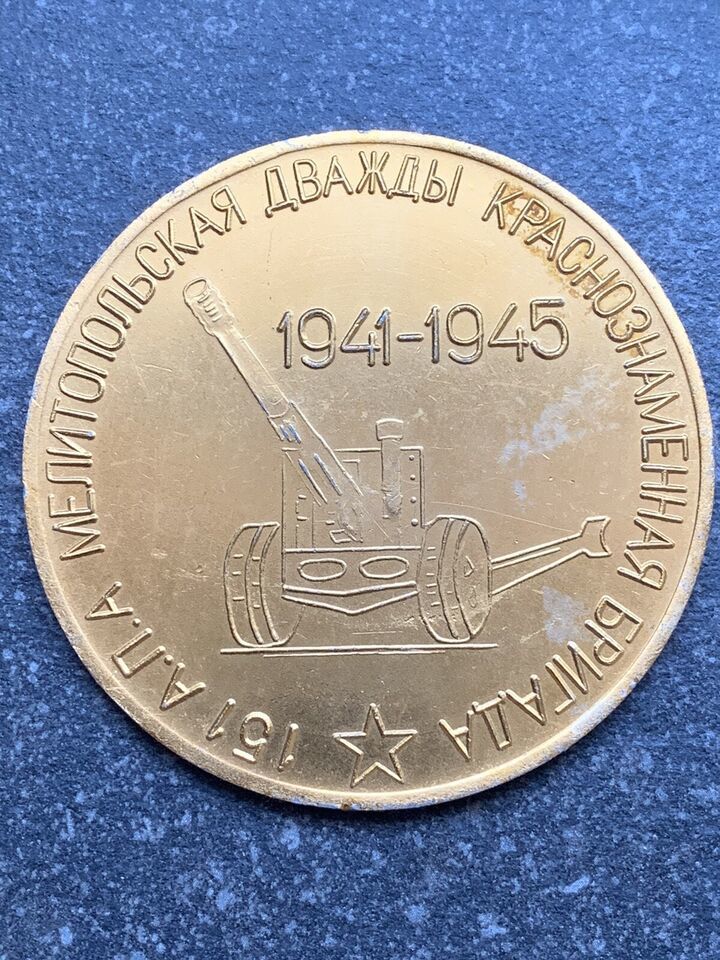 151 А.П.А МЕЛИТОПОЛЬСКАЯ ДВАЖДЫ КРАСНОЗНАМЕННАЯ БРИГАДА
1941-1945